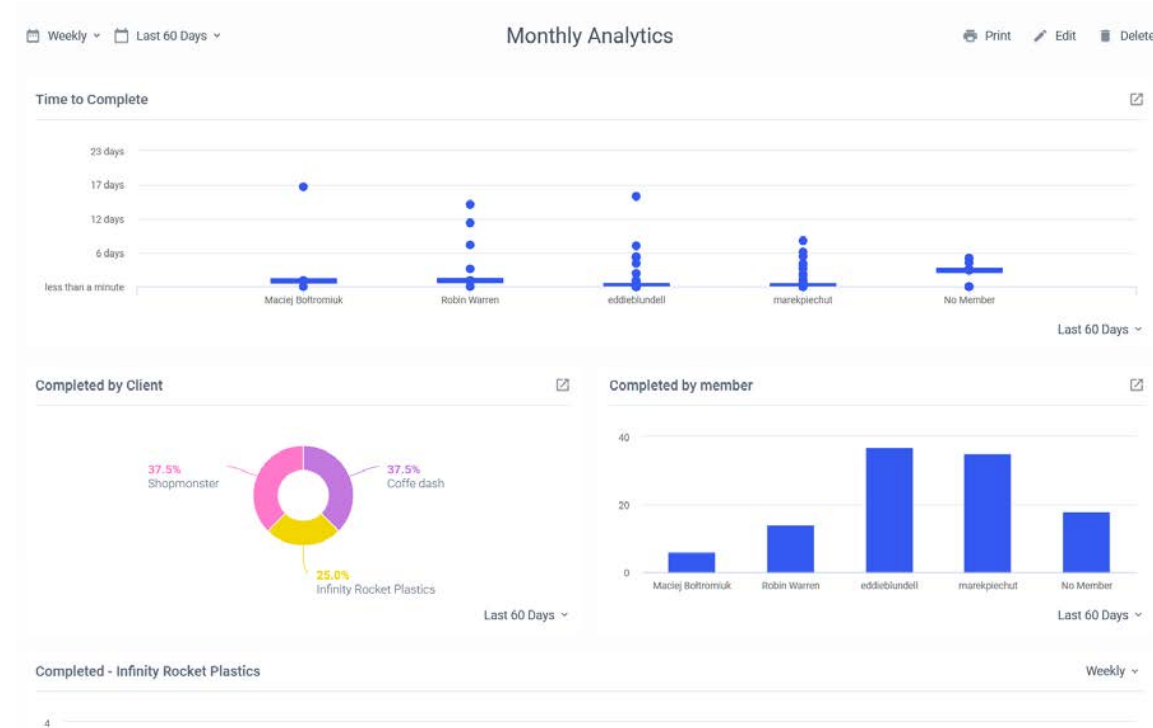 Weekly Last 60 Days Monthly Analytics Print Edit Delete
Time to Complete
23 days
17 days
12 days
6 days
less than a minute
Maciej Bołtromiuk Robin Warren eddieblundell marekpiechut No Member
Last 60 Days
Completed by Client
37.5%
Shopmonster
37.5%
Coffe dash
25.0%
Infinity Rocket Plastics
Last 60 Days
Completed by member
40
20
0
Maciej Bołtromiuk Robin Warren eddieblundell marekpiechut No Member
Last 60 Days
Completed - Infinity Rocket Plastics Weekly
4